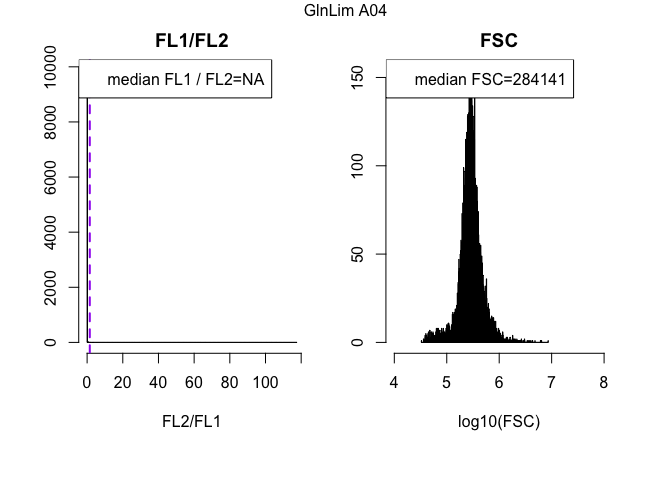 GlnLim A04
FL1/FL2
median FL1 / FL2=NA
10000
8000
6000
4000
2000
0
0 20 40 60 80 100
FL2/FL1
FSC
median FSC=284141
150
100
50
0
4 5 6 7 8
log10(FSC)